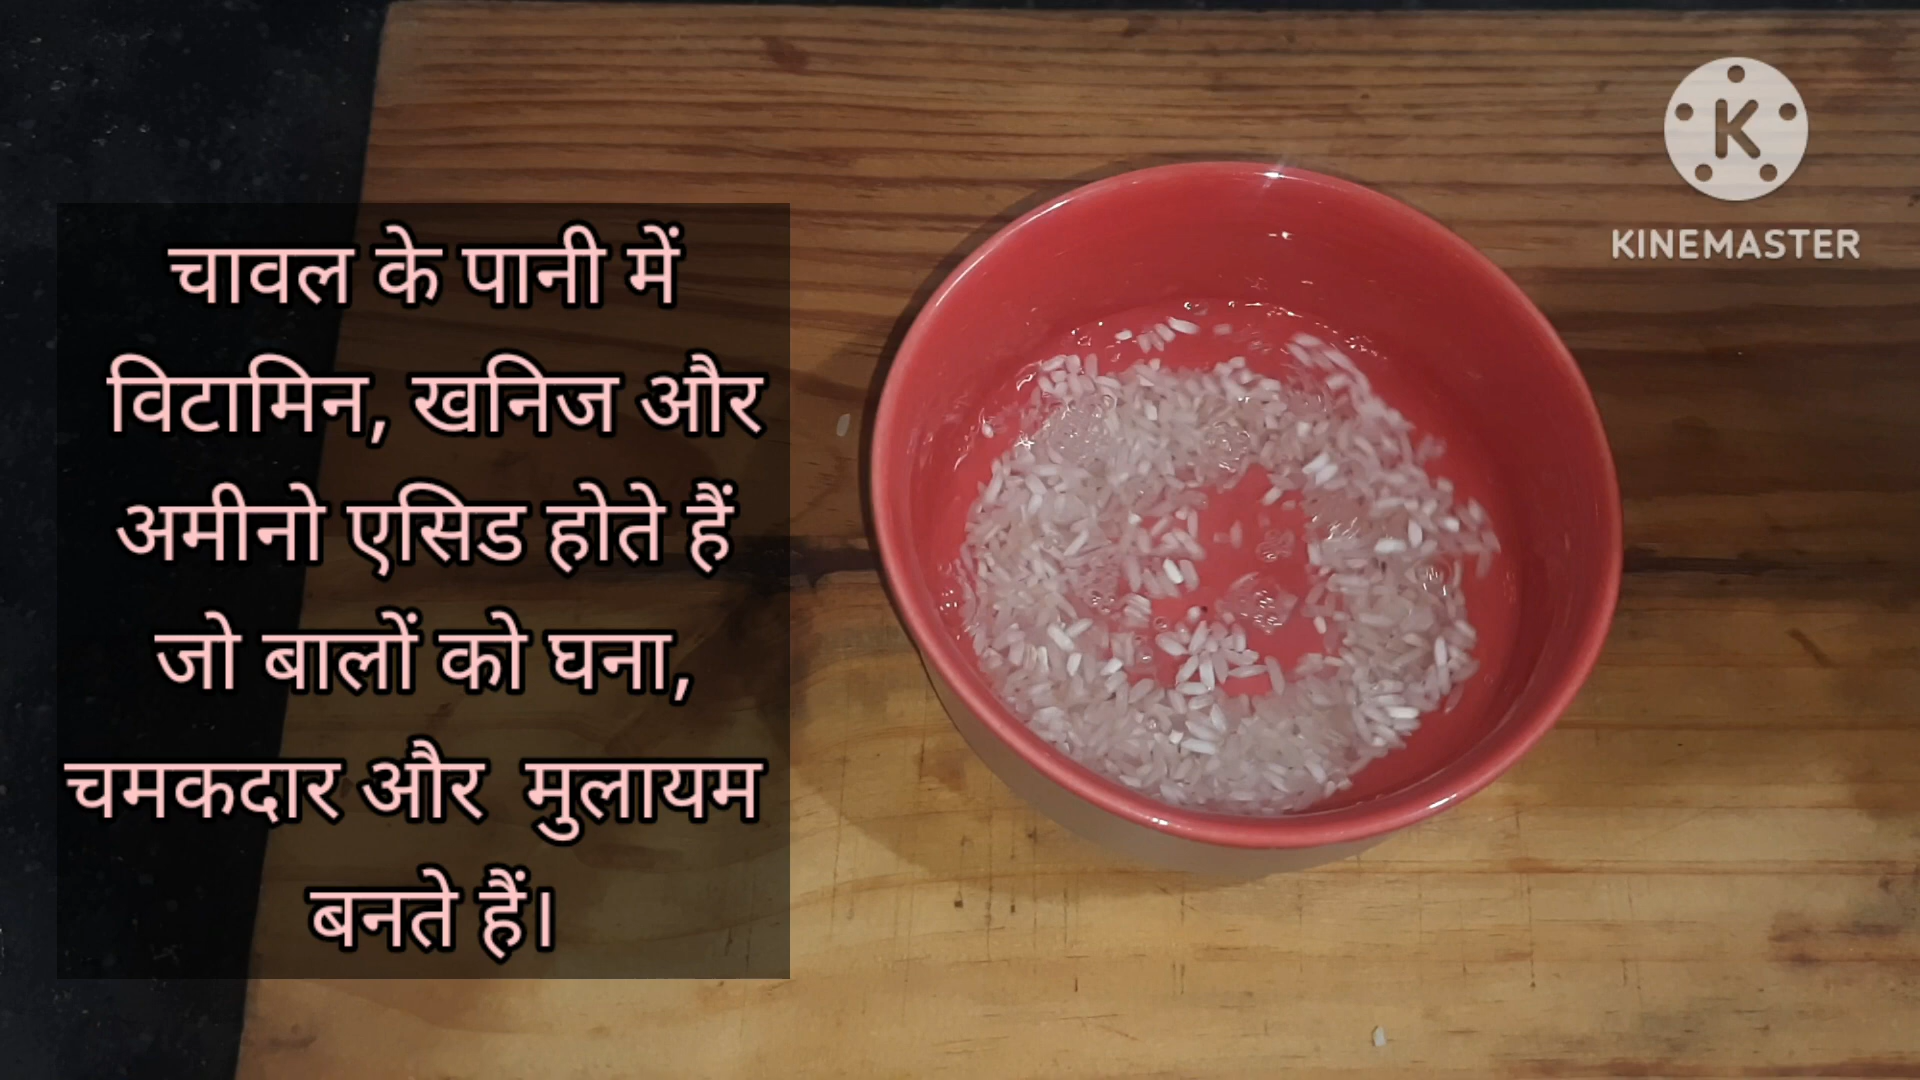 चावल के पानी में
विटामिन, खनिज और
अमीनो एसिड होते हैं
जो बालों को घना,
चमकदार और  मुलायम
बनते हैं।
K
KINEMASTER